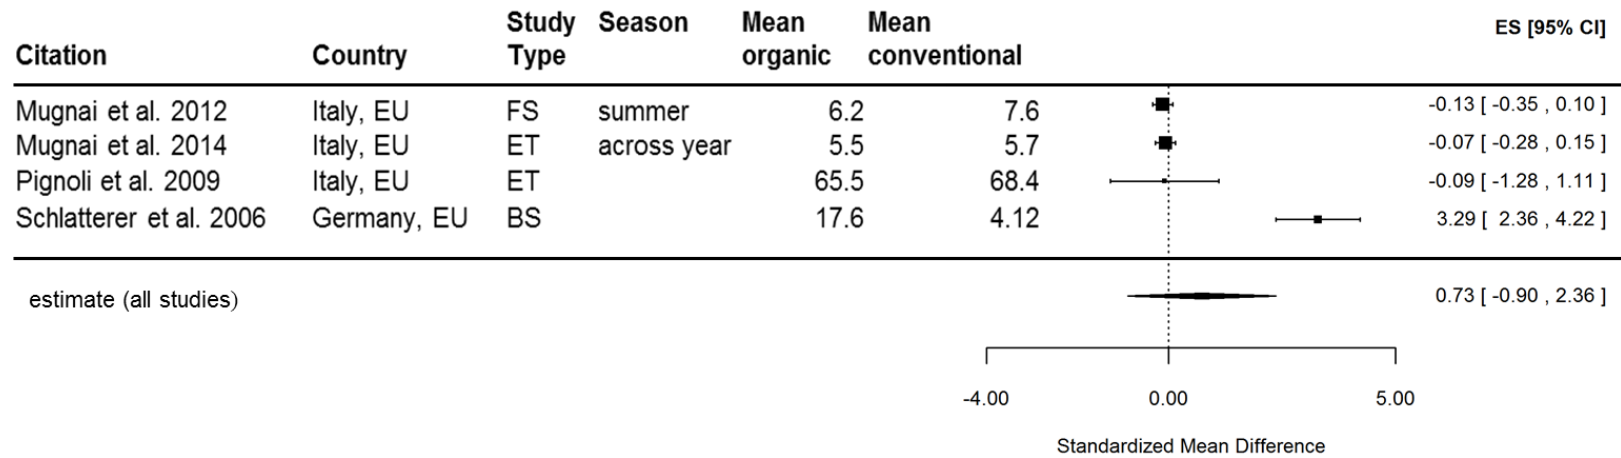 Study Season Mean Mean ES [95% CI]
Citation Country Type organic conventional
Mugnai et al. 2012 Italy, EU FS summer 6.2 7.6 -0.13 [ -0.35 , 0.10 ]
Mugnai et al. 2014 Italy, EU ET across year 5.5 5.7 -0.07 [ -0.28 , 0.15 ]
Pignoli et al. 2009 Italy, EU ET 65.5 68.4 -0.09 [ -1.28 , 1.11 ]
Schlatterer et al. 2006 Germany, EU BS 17.6 4.12 3.29 [ 2.36 , 4.22 ]
estimate (all studies) 0.73 [ -0.90 , 2.36 ]
-4.00 0.00 5.00
Standardized Mean Difference